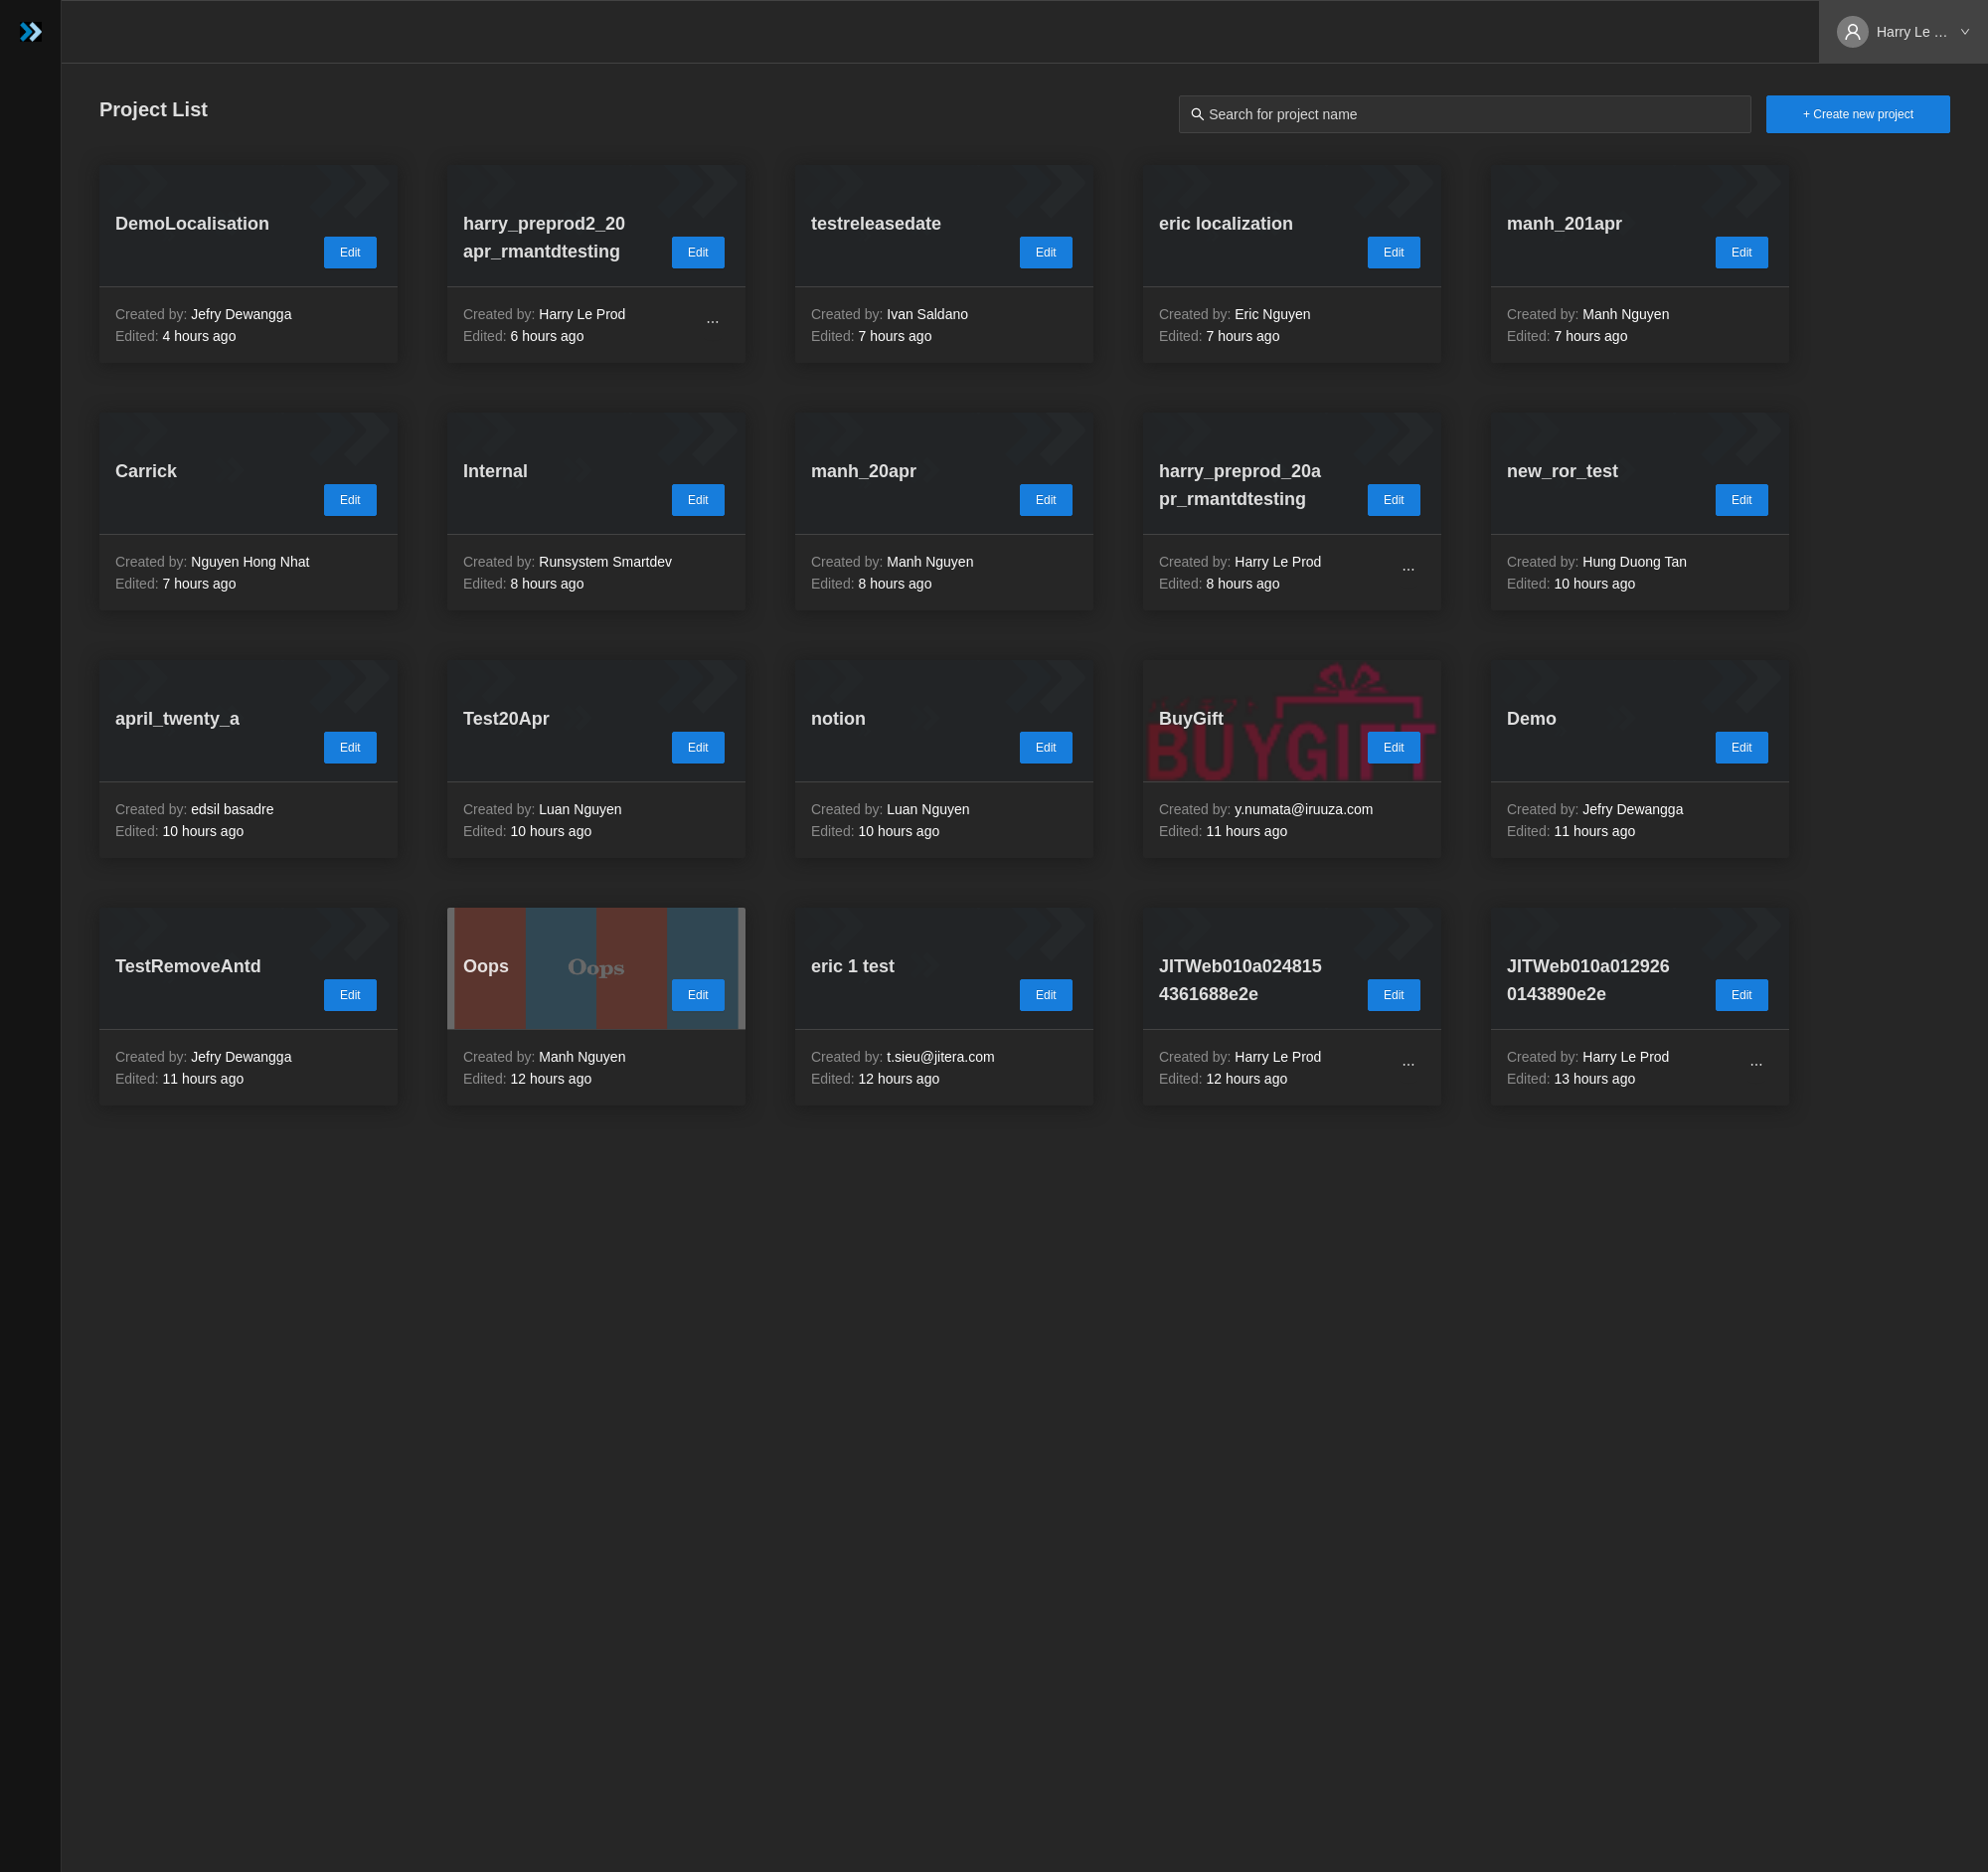 Harry Le ...
Project List
Search for project name
+ Create new project
DemoLocalisation
Edit
Created by: Jefry Dewangga
Edited: 4 hours ago
harry_preprod2_20
apr_rmantdtesting
Edit
Created by: Harry Le Prod
...
Edited: 6 hours ago
testreleasedate
Edit
Created by: Ivan Saldano
Edited: 7 hours ago
eric localization
Edit
Created by: Eric Nguyen
Edited: 7 hours ago
manh_201apr
Edit
Created by: Manh Nguyen
Edited: 7 hours ago
Carrick
Edit
Created by: Nguyen Hong Nhat
Edited: 7 hours ago
Internal
Edit
Created by: Runsystem Smartdev
Edited: 8 hours ago
manh_20apr
Edit
Created by: Manh Nguyen
Edited: 8 hours ago
harry_preprod_20a
pr_rmantdtesting
Edit
Created by: Harry Le Prod
...
Edited: 8 hours ago
new_ror_test
Edit
Created by: Hung Duong Tan
Edited: 10 hours ago
april_twenty_a
Edit
Created by: edsil basadre
Edited: 10 hours ago
Test20Apr
Edit
Created by: Luan Nguyen
Edited: 10 hours ago
notion
Edit
Created by: Luan Nguyen
Edited: 10 hours ago
BuyGift
BUYGIFT
Edit
Created by: y.numata@iruuza.com
Edited: 11 hours ago
Demo
Edit
Created by: Jefry Dewangga
Edited: 11 hours ago
TestRemoveAntd
Edit
Created by: Jefry Dewangga
Edited: 11 hours ago
Oops
Oops
Edit
Created by: Manh Nguyen
Edited: 12 hours ago
eric 1 test
Edit
Created by: t.sieu@jitera.com
Edited: 12 hours ago
JITWeb010a024815
4361688e2e
Edit
Created by: Harry Le Prod
...
Edited: 12 hours ago
JITWeb010a012926
0143890e2e
Edit
Created by: Harry Le Prod
...
Edited: 13 hours ago